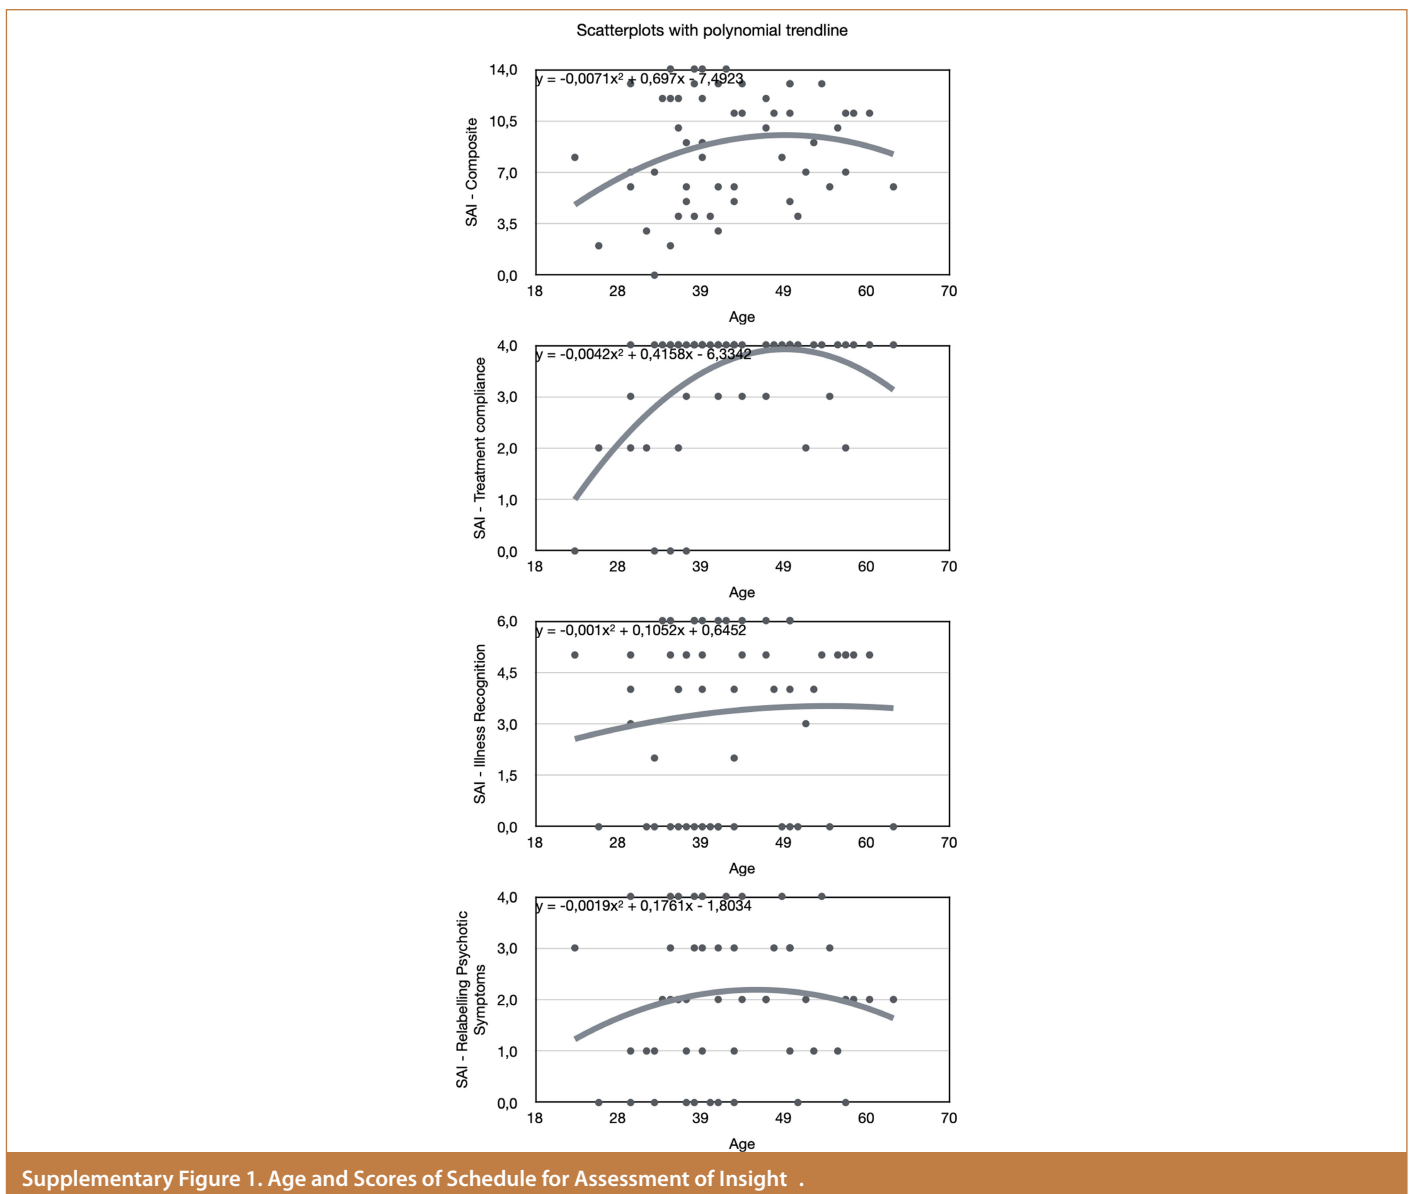 Scatterplots with polynomial trendline
SAI - Composite
14,0
y = -0,0071x² + 0,697x - 7,4923
10,5
7,0
3,5
0,0
18 28 39 49 60 70
Age
SAI - Treatment compliance
4,0
y = -0,0042x² + 0,4158x - 6,3342
3,0
2,0
1,0
0,0
18 28 39 49 60 70
Age
SAI - Illness Recognition
6,0
y = -0,001x² + 0,1052x + 0,6452
4,5
3,0
1,5
0,0
18 28 39 49 60 70
Age
SAI - Relabelling Psychotic
Symptoms
4,0
y = -0,0019x² + 0,1761x - 1,8034
3,0
2,0
1,0
0,0
18 28 39 49 60 70
Age
Supplementary Figure 1. Age and Scores of Schedule for Assessment of Insight .